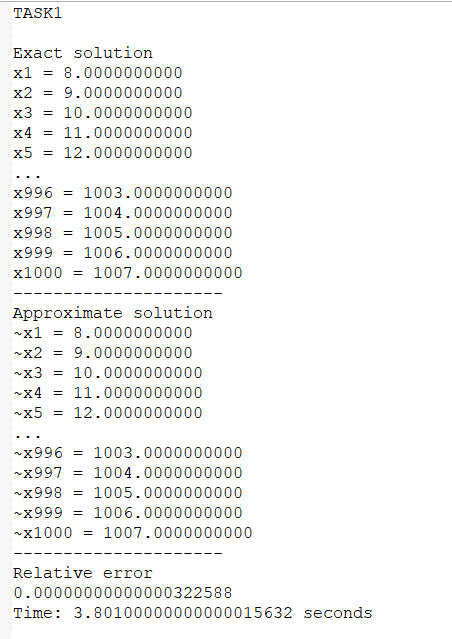 TASK1
Exact solution
x1 = 8.0000000000
x2 = 9.0000000000
x3 = 10.0000000000
x4 = 11.0000000000
x5 = 12.0000000000
...
x996 = 1003.0000000000
x997 = 1004.0000000000
x998 = 1005.0000000000
x999 = 1006.0000000000
x1000 = 1007.0000000000
---------------------
Approximate solution
~x1 = 8.0000000000
~x2 = 9.0000000000
~x3 = 10.0000000000
~x4 = 11.0000000000
~x5 = 12.0000000000
...
~x996 = 1003.0000000000
~x997 = 1004.0000000000
~x998 = 1005.0000000000
~x999 = 1006.0000000000
~x1000 = 1007.0000000000
---------------------
Relative error
0.00000000000000322588
Time: 3.80100000000000015632 seconds